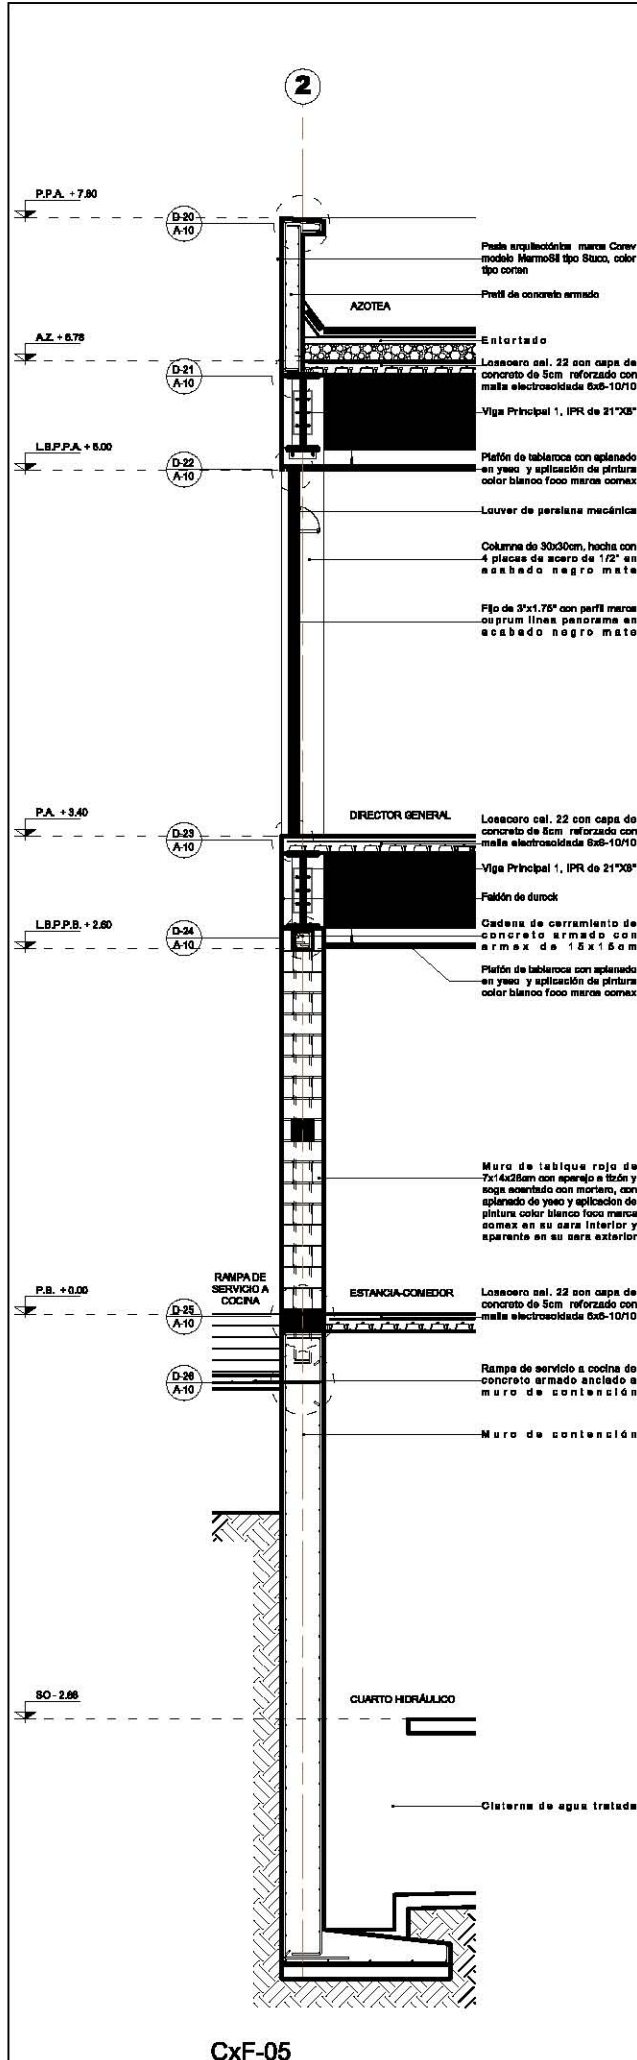 2
P.P.A. + 7.80
D-20
A-10
Pasta arquitectónica marca Corev
modelo MarmoSil tipo Stuco, color
tipo corten
Pretil de concreto armado
AZOTEA
Entortado
A.Z. + 6.78
Losacero cal. 22 con capa de
concreto de 5cm reforzado con
malla electrosoldada 6x6-10/10
D-21
A-10
Viga Principal 1, IPR de 21"X8"
L.B.P.P.A. + 6.00
D-22
A-10
Plafón de tablaroca con aplanado
en yeso y aplicación de pintura
color blanco foco marca comex
Louver de persiana mecánica
Columna de 30x30cm, hecha con
4 placas de acero de 1/2" en
acabado negro mate
Fijo de 3"x1.75" con perfil marca
cuprum linea panorama en
acabado negro mate
P.A. + 3.40
DIRECTOR GENERAL
D-23
A-10
Losacero cal. 22 con capa de
concreto de 5cm reforzado con
malla electrosoldada 6x6-10/10
Viga Principal 1, IPR de 21"X8"
Faldón de durock
L.B.P.P.B. + 2.60
D-24
A-10
Cadena de cerramiento de
concreto armado con
armex de 15x15cm
Plafón de tablaroca con aplanado
en yeso y aplicación de pintura
color blanco foco marca comex
Muro de tabique rojo de
7x14x28cm con aparejo a tizón y
soga asentado con mortero, con
aplanado de yeso y aplicacion de
pintura color blanco foco marca
comex en su cara interior y
aparente en su cara exterior
RAMPA DE
SERVICIO A
COCINA
P.B. + 0.00
ESTANCIA-COMEDOR
D-25
A-10
Losacero cal. 22 con capa de
concreto de 5cm reforzado con
malla electrosoldada 6x6-10/10
D-26
A-10
Rampa de servicio a cocina de
concreto armado anclado a
muro de contención
Muro de contención
SO - 2.66
CUARTO HIDRÁULICO
Cisterna de agua tratada
CxF-05